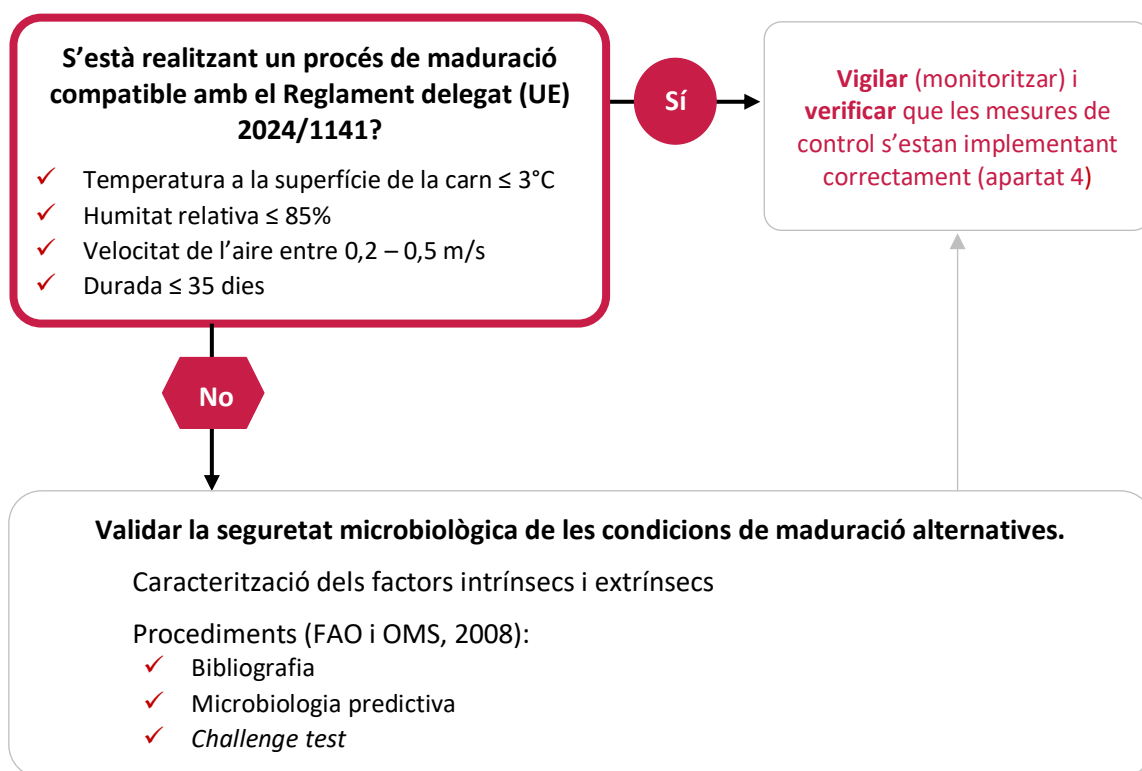 S’està realitzant un procés de maduració
compatible amb el Reglament delegat (UE)
2024/1141?
✓ Temperatura a la superfície de la carn ≤ 3°C
✓ Humitat relativa ≤ 85%
✓ Velocitat de l’aire entre 0,2 – 0,5 m/s
✓ Durada ≤ 35 dies
Sí
Vigilar (monitoritzar) i
verificar que les mesures de
control s’estan implementant
correctament (apartat 4)
No
Validar la seguretat microbiològica de les condicions de maduració alternatives.
Caracterització dels factors intrínsecs i extrínsecs
Procediments (FAO i OMS, 2008):
✓ Bibliografia
✓ Microbiologia predictiva
✓ Challenge test